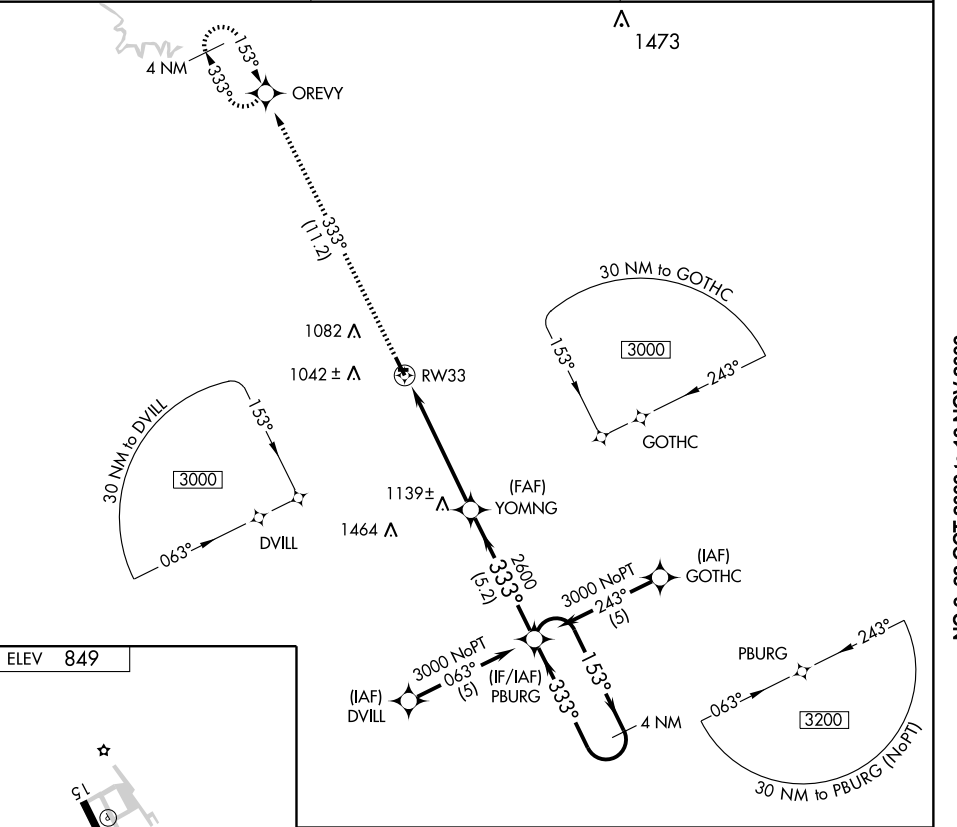 1473
4 NM
153°
333°
OREVY
333°
(11.2)
30 NM to GOTHC
153°
3000
243°
GOTHC
1082
1042 ±
RW33
30 NM to DVILL
153°
3000
063°
DVILL
1139±
(FAF)
YOMNG
1464
2600
333°
(5.2)
(IAF)
GOTHC
3000 NoPT
243°
(5)
3000 NoPT
063°
(5)
(IAF)
DVILL
(IF/IAF)
PBURG
333°
153°
4 NM
PBURG
243°
063°
3200
30 NM to PBURG (NoPT)
ELEV 849
15
P